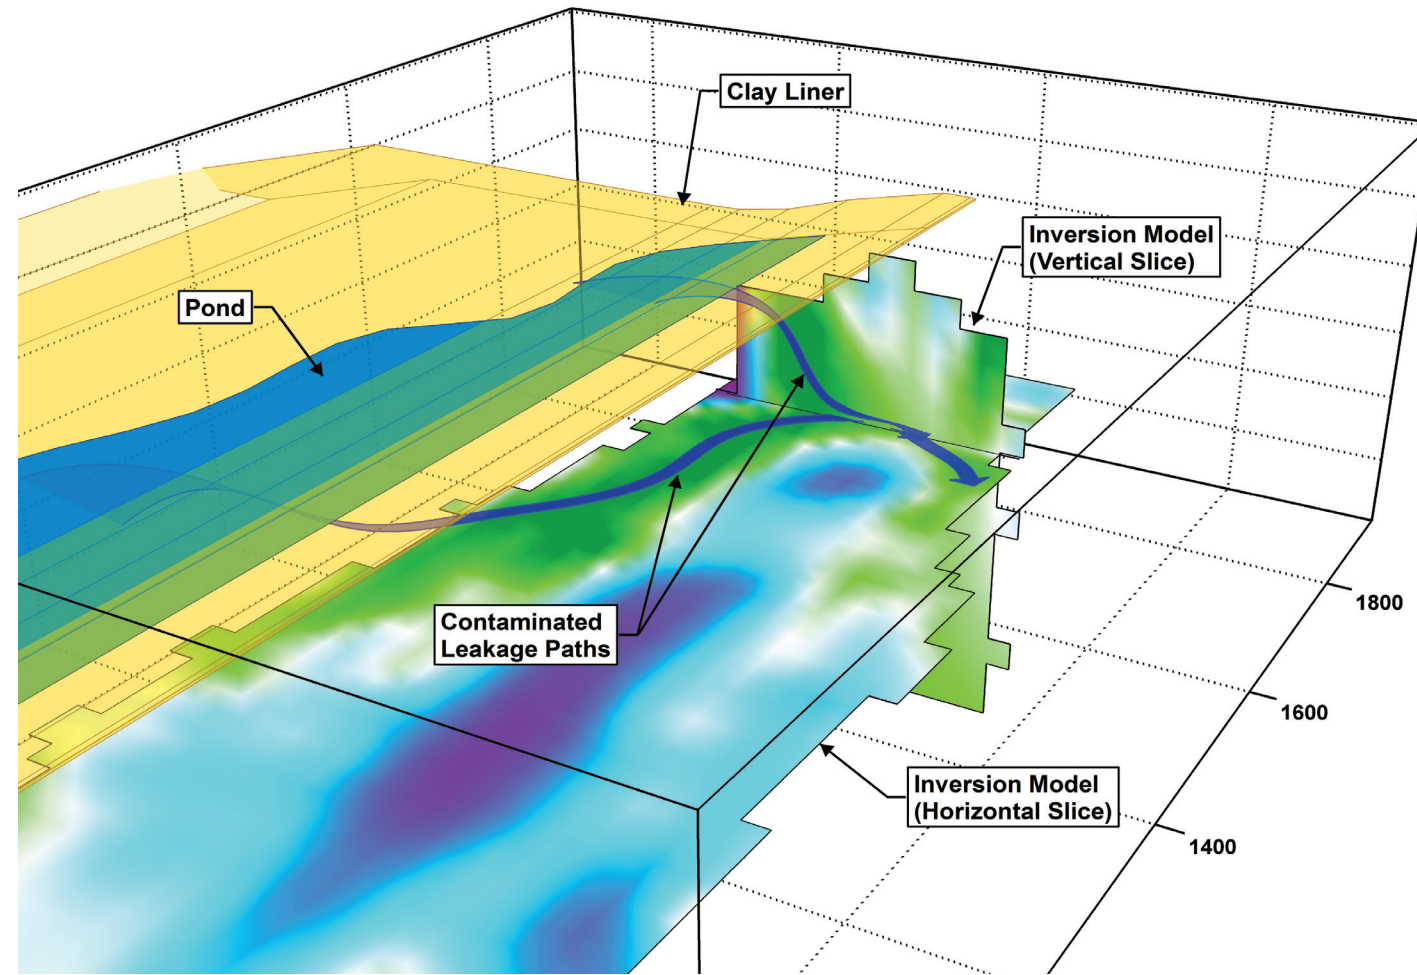 Clay Liner
Inversion Model
(Vertical Slice)
Pond
Contaminated
Leakage Paths
1800
1600
Inversion Model
(Horizontal Slice)
1400